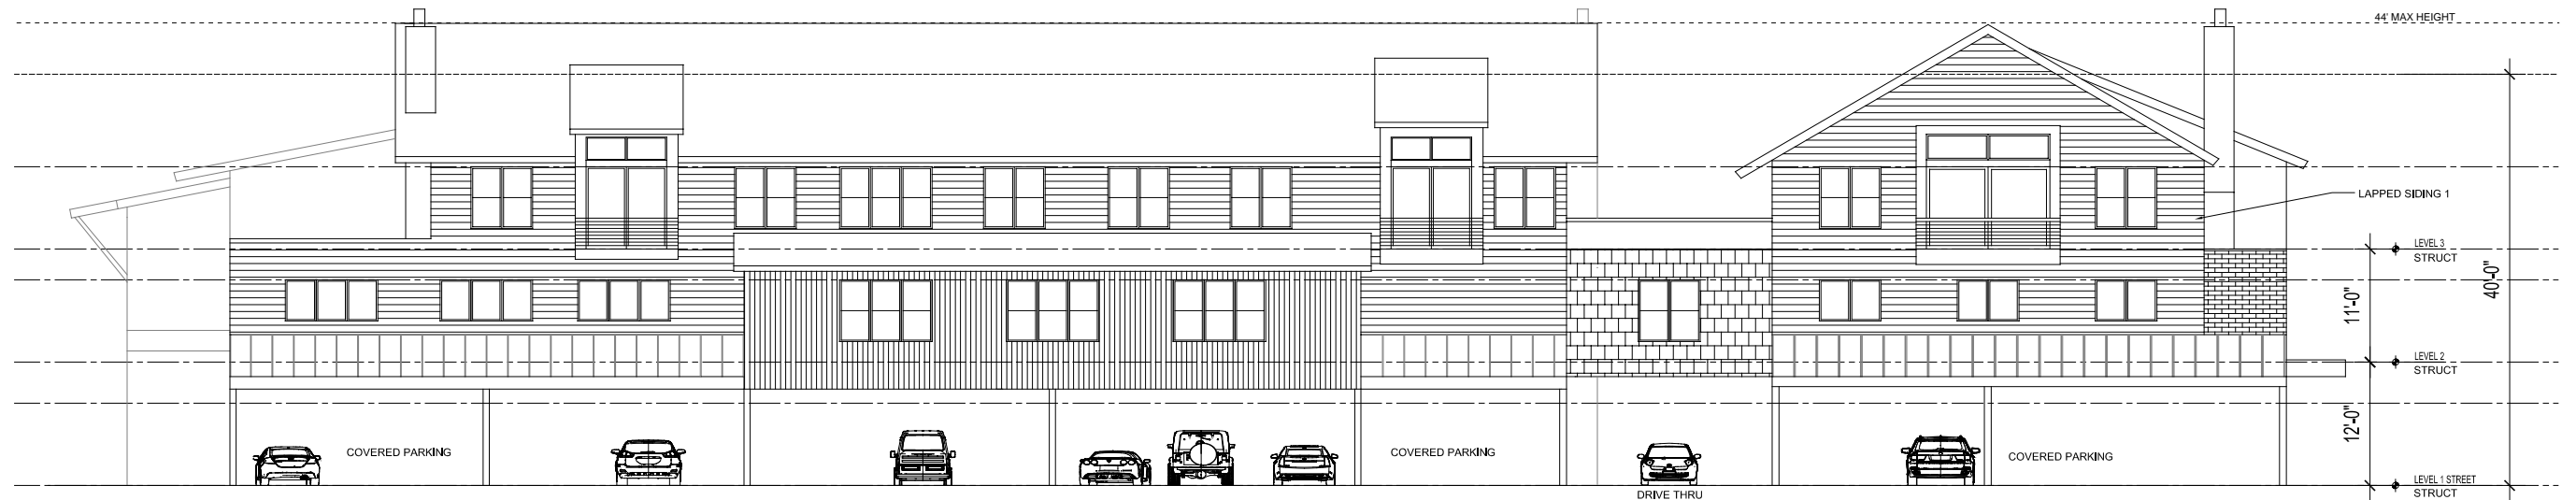 44' MAX HEIGHT
LAPPED SIDING 1
LEVEL 3
STRUCT
40'-0"
11'-0"
LEVEL 2
STRUCT
12'-0"
COVERED PARKING
COVERED PARKING
COVERED PARKING
LEVEL 1 STREET
STRUCT
DRIVE THRU